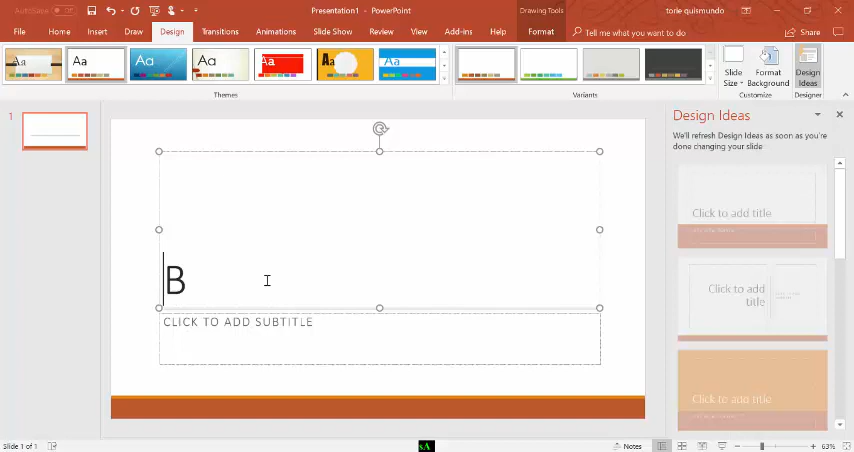 AutoSave Off
Presentation1 - PowerPoint
Drawing Tools
torie quismundo
File Home Insert Draw Design Transitions Animations Slide Show Review View Add-ins Help Format Tell me what you want to do Share
Aa Aa Aa Aa Aa Aa Aa
Slide Size
Format Background
Design Ideas
Themes Variants Customize Designer
1
Design Ideas
We'll refresh Design Ideas as soon as you're
done changing your slide
B
CLICK TO ADD SUBTITLE
Click to add title
Click to add
title
Click to add title
Slide 1 of 1
sA
Notes
63%